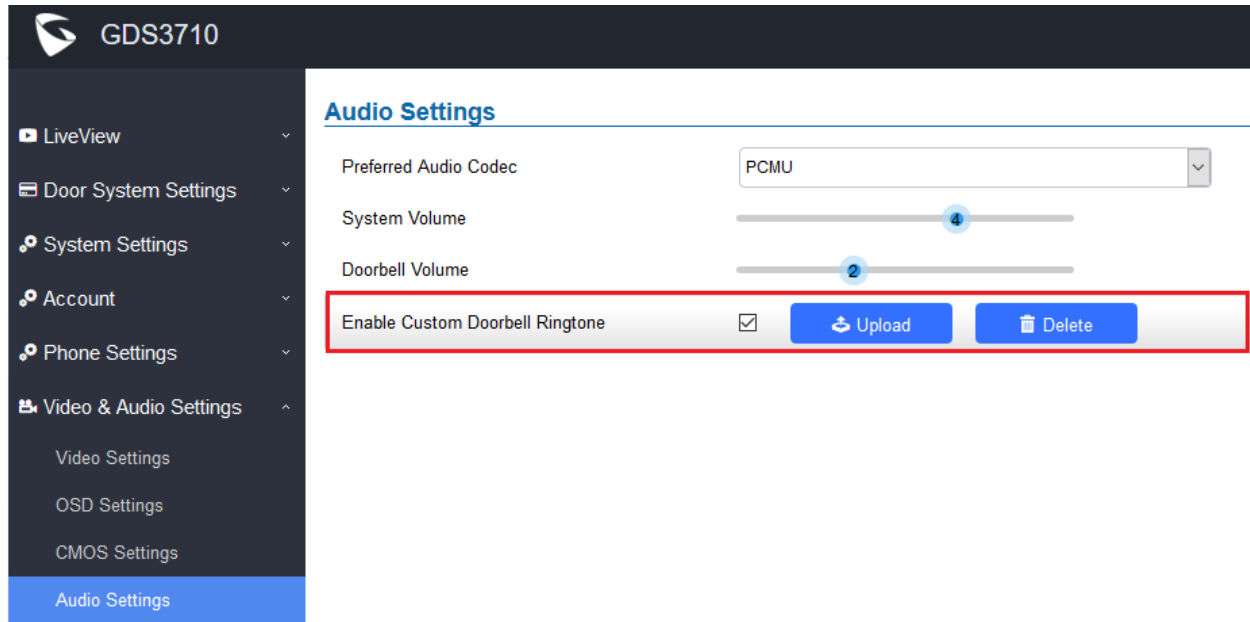 GDS3710
LiveView
Door System Settings
System Settings
Account
Phone Settings
Video & Audio Settings
Video Settings
OSD Settings
CMOS Settings
Audio Settings
Audio Settings
Preferred Audio Codec PCMU
System Volume 4
Doorbell Volume 2
Enable Custom Doorbell Ringtone Upload Delete